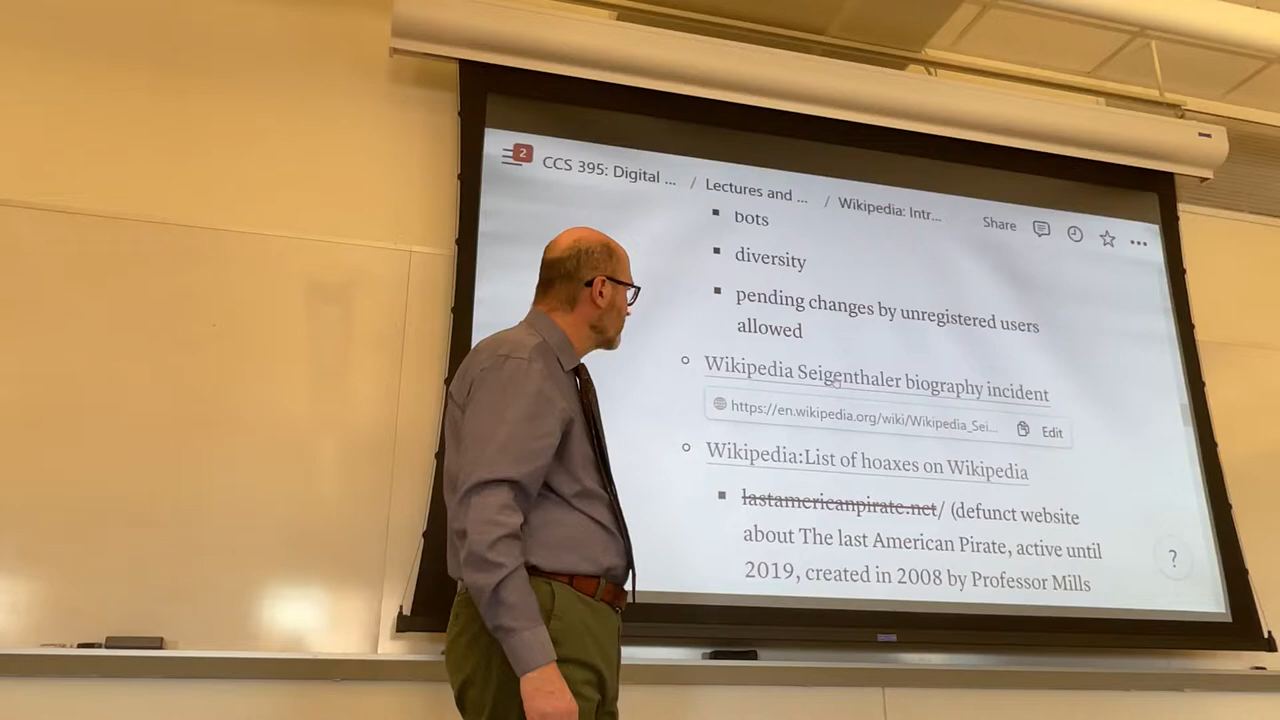 2
CCS 395: Digital ... / Lectures and ... / Wikipedia: Intr... Share
bots
diversity
pending changes by unregistered users
allowed
Wikipedia Seigenthaler biography incident
https://en.wikipedia.org/wiki/Wikipedia_Sei... Edit
Wikipedia:List of hoaxes on Wikipedia
lastamericanpirate.net/ (defunct website
about The last American Pirate, active until
2019, created in 2008 by Professor Mills
?